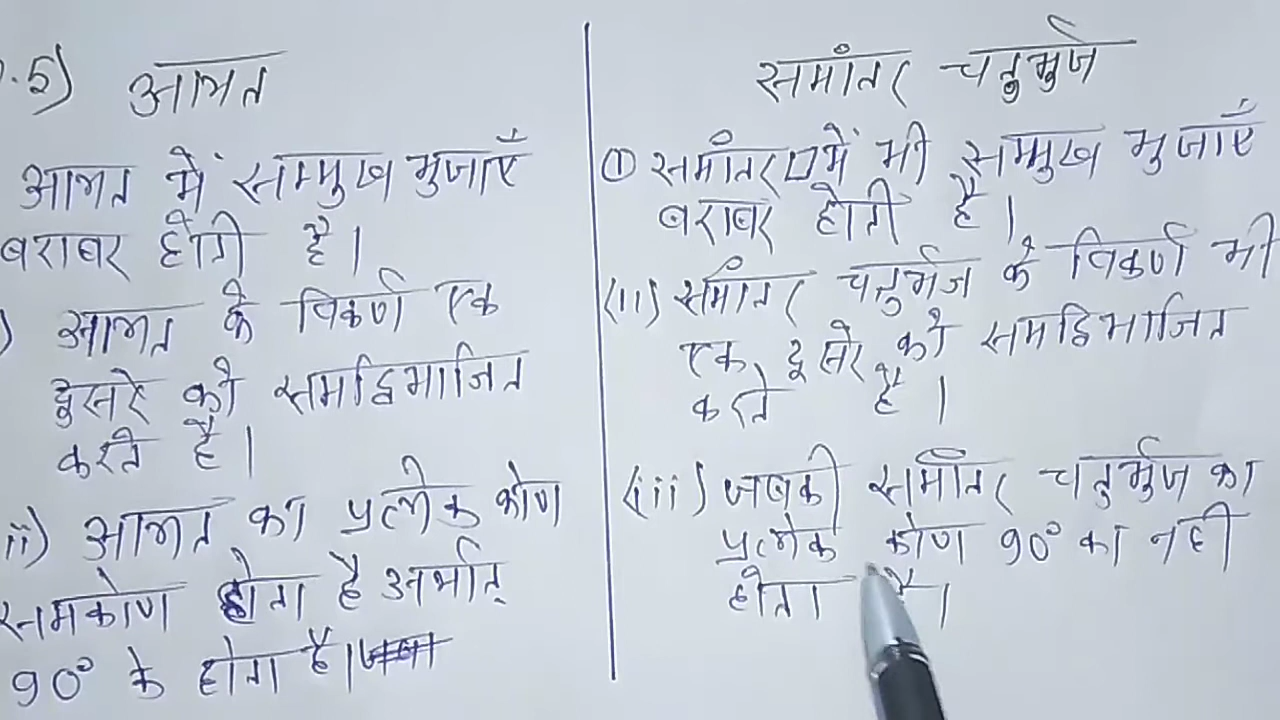 .5) आयत
आयत में सम्मुख भुजाएँ
बराबर होती है।
) आयत के विकर्ण एक
दुसरे को समद्विभाजित
करते है।
ii) आयत का प्रत्येक कोण
समकोण होता है अर्थात्
90° के होता है।
समांतर चतुर्भुज
① समांतर▱में भी सम्मुख भुजाएँ
बराबर होती है।
(ii) समांतर चतुर्भुज के विकर्ण भी
एक दूसरे को समद्विभाजित
करते है।
(iii) जबकी समांतर चतुर्भुज का
प्रत्येक कोण 90° का नही
होता है।